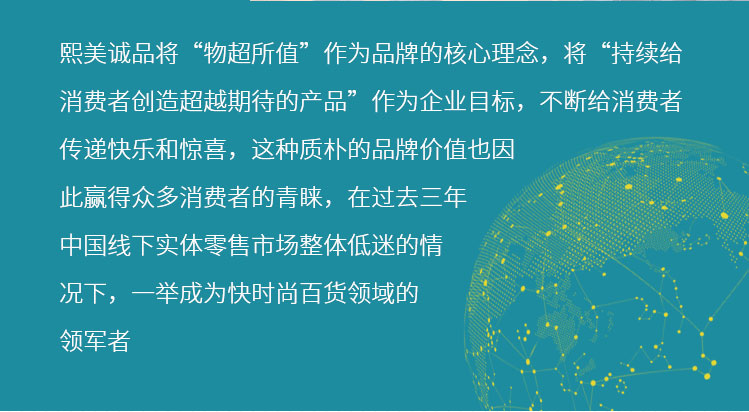 熙美诚品将“物超所值”作为品牌的核心理念，将“持续给
消费者创造超越期待的产品”作为企业目标，不断给消费者
传递快乐和惊喜，这种质朴的品牌价值也因
此赢得众多消费者的青睐，在过去三年
中国线下实体零售市场整体低迷的情
况下，一举成为快时尚百货领域的
领军者